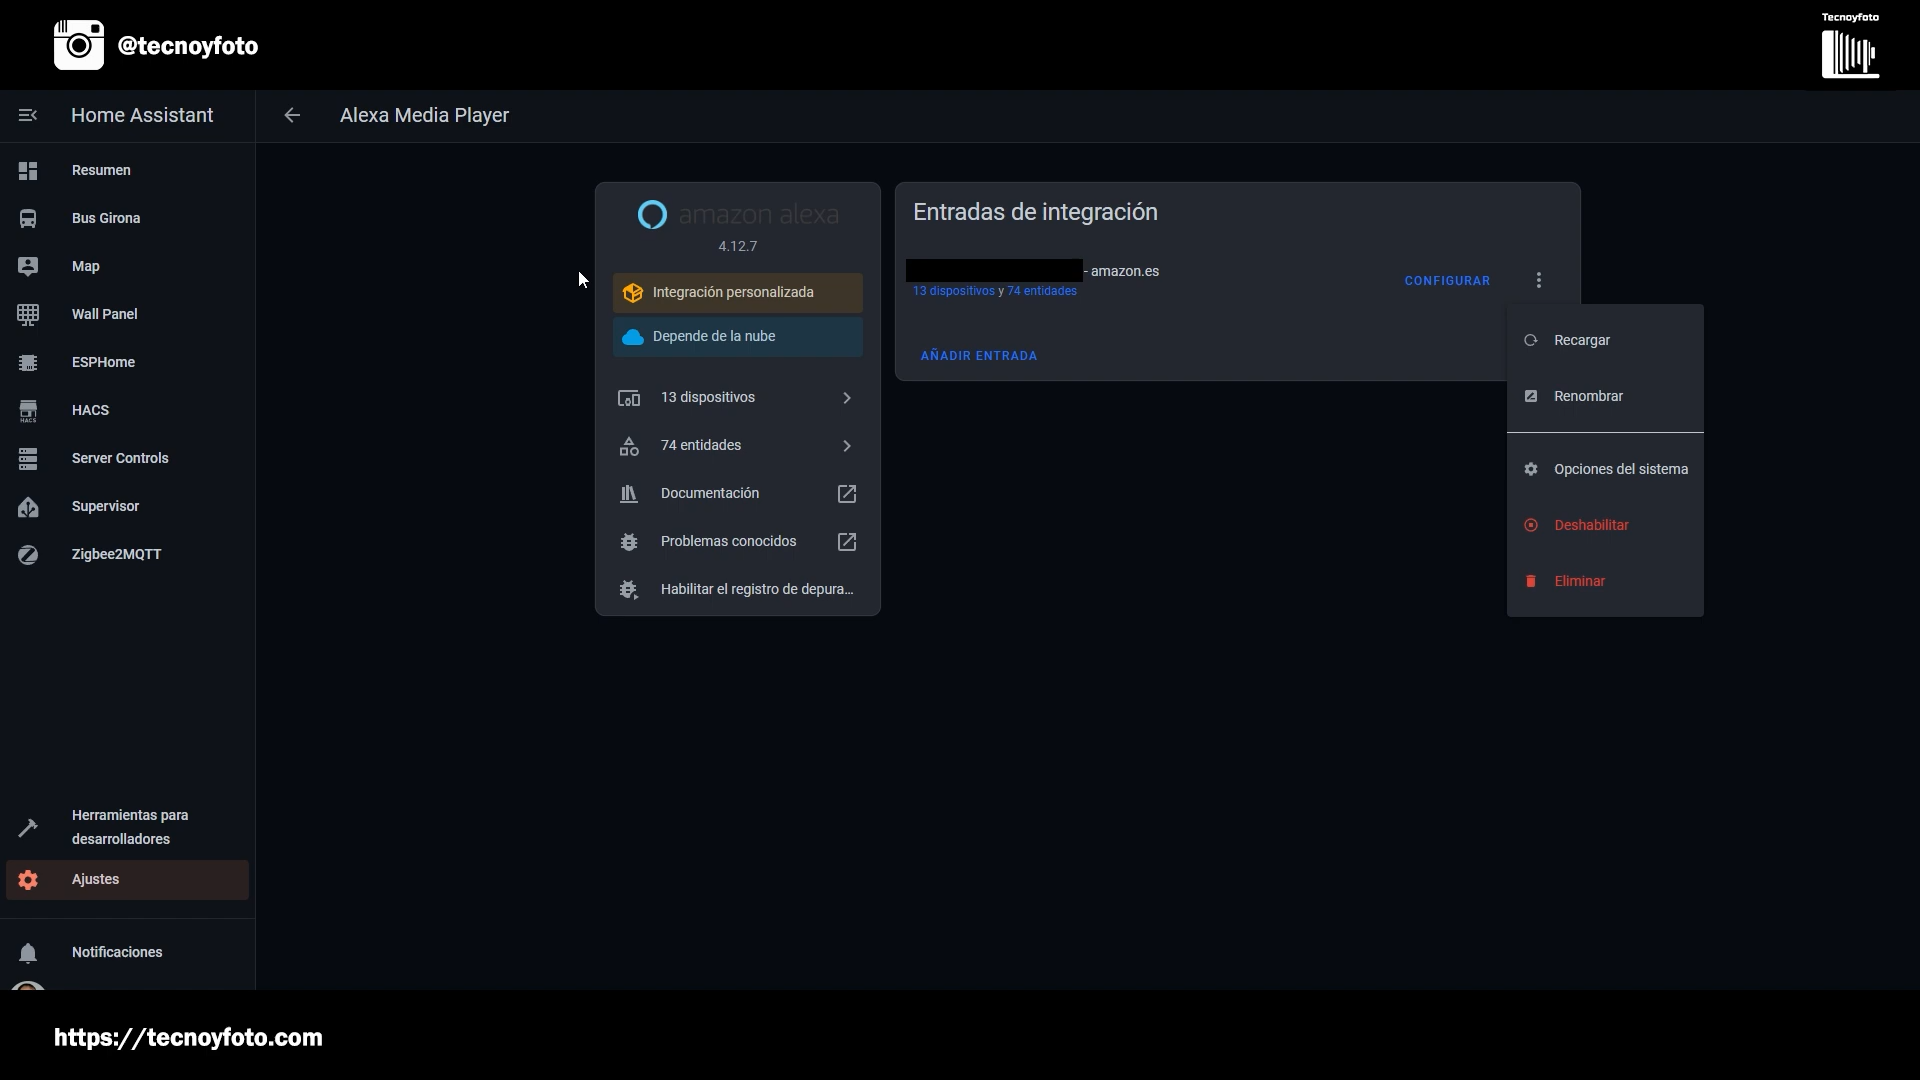 @tecnoyfoto
Tecnoyfoto
Home Assistant
Alexa Media Player
Resumen
Bus Girona
Map
Wall Panel
ESPHome
HACS
HACS
Server Controls
Supervisor
Zigbee2MQTT
Herramientas para
desarrolladores
Ajustes
Notificaciones
amazon alexa
4.12.7
Integración personalizada
Depende de la nube
13 dispositivos
74 entidades
Documentación
Problemas conocidos
Habilitar el registro de depura...
Entradas de integración
- amazon.es
13 dispositivos y 74 entidades
CONFIGURAR
AÑADIR ENTRADA
Recargar
Renombrar
Opciones del sistema
Deshabilitar
Eliminar
https://tecnoyfoto.com